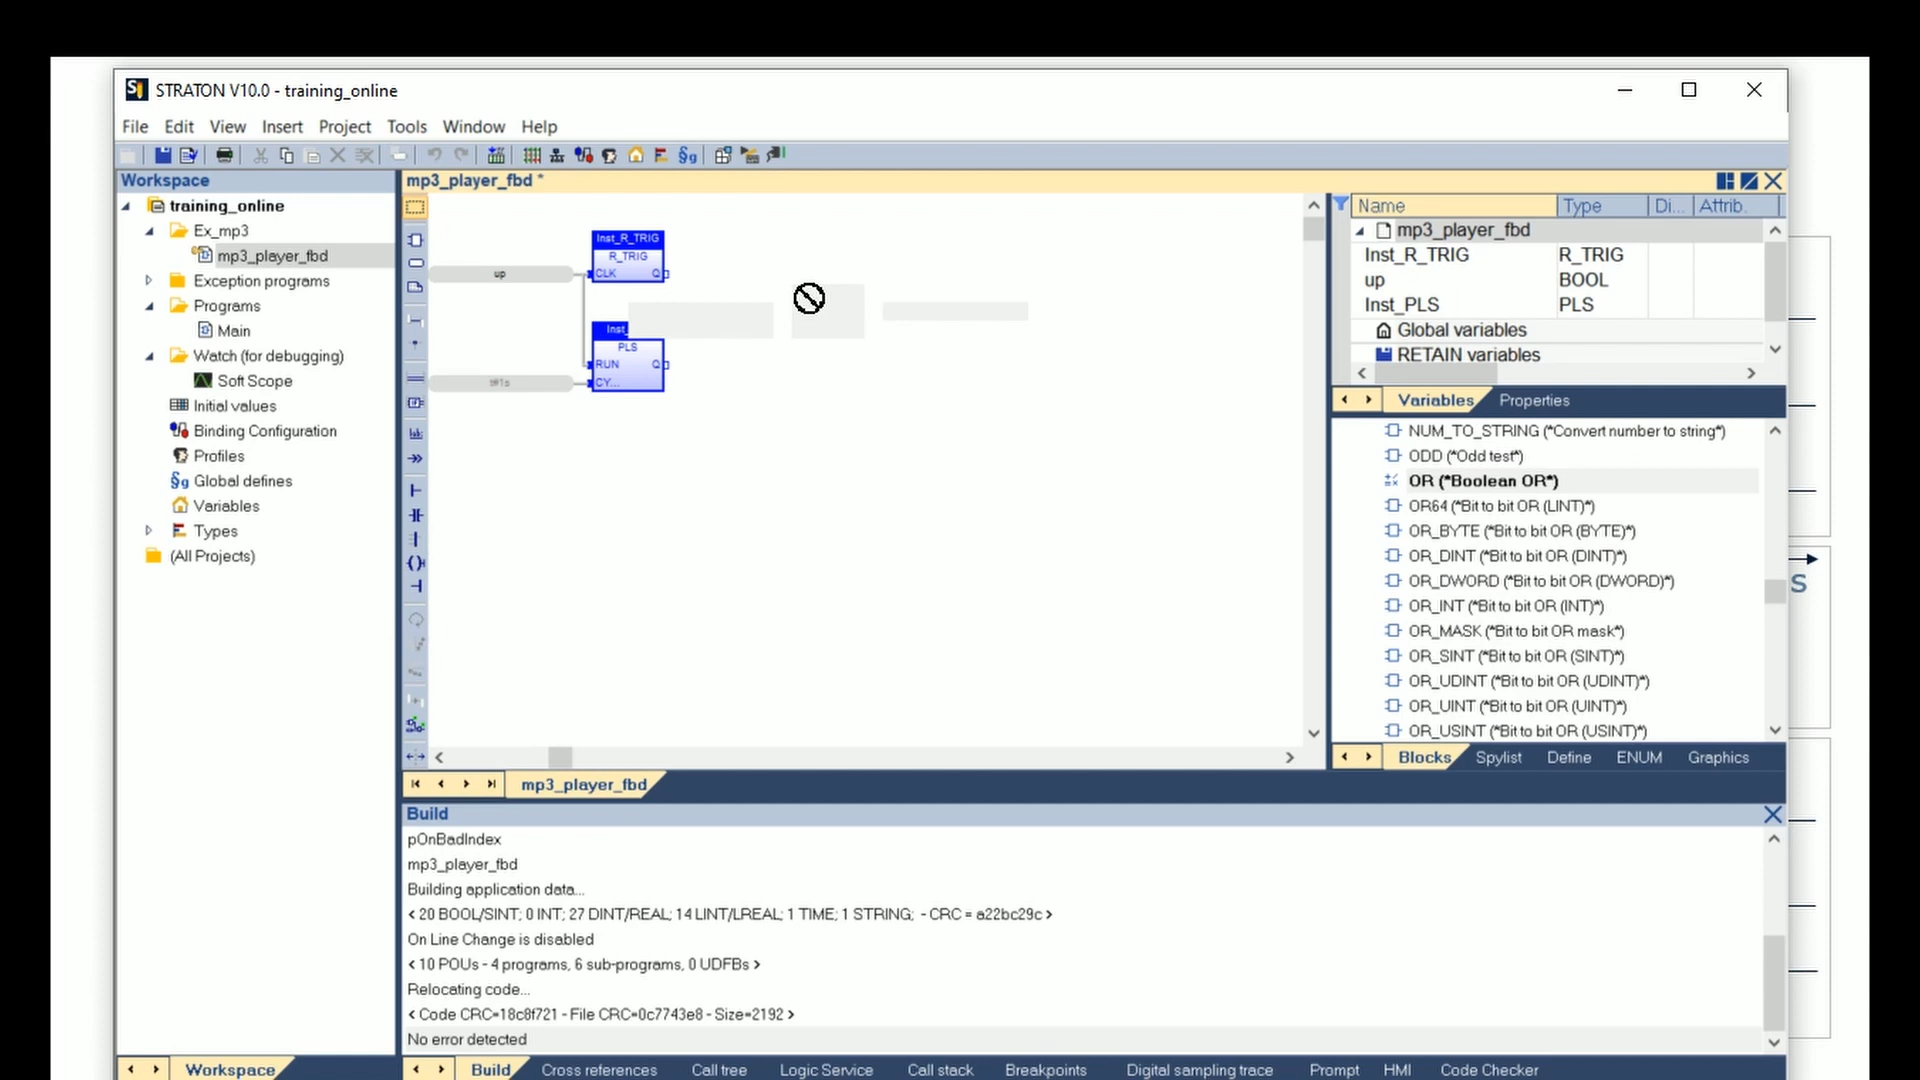 STRATON V10.0 - training_online
File Edit View Insert Project Tools Window Help
Workspace
training_online
Ex_mp3
mp3_player_fbd
Exception programs
Programs
Main
Watch (for debugging)
Soft Scope
Initial values
Binding Configuration
Profiles
Global defines
Variables
Types
(All Projects)
Workspace
mp3_player_fbd *
Inst_R_TRIG
R_TRIG
up
CLK Q
Inst_
PLS
RUN Q
t#1s
CY...
mp3_player_fbd
Name Type Di... Attrib.
mp3_player_fbd
Inst_R_TRIG R_TRIG
up BOOL
Inst_PLS PLS
Global variables
RETAIN variables
Variables Properties
NUM_TO_STRING (*Convert number to string*)
ODD (*Odd test*)
OR (*Boolean OR*)
OR64 (*Bit to bit OR (LINT)*)
OR_BYTE (*Bit to bit OR (BYTE)*)
OR_DINT (*Bit to bit OR (DINT)*)
OR_DWORD (*Bit to bit OR (DWORD)*)
OR_INT (*Bit to bit OR (INT)*)
OR_MASK (*Bit to bit OR mask*)
OR_SINT (*Bit to bit OR (SINT)*)
OR_UDINT (*Bit to bit OR (UDINT)*)
OR_UINT (*Bit to bit OR (UINT)*)
OR_USINT (*Bit to bit OR (USINT)*)
Blocks Spylist Define ENUM Graphics
s
Build
pOnBadIndex
mp3_player_fbd
Building application data...
< 20 BOOL/SINT; 0 INT; 27 DINT/REAL; 14 LINT/LREAL; 1 TIME; 1 STRING; - CRC = a22bc29c >
On Line Change is disabled
< 10 POUs - 4 programs, 6 sub-programs, 0 UDFBs >
Relocating code...
< Code CRC=18c8f721 - File CRC=0c7743e8 - Size=2192 >
No error detected
Build Cross references Call tree Logic Service Call stack Breakpoints Digital sampling trace Prompt HMI Code Checker